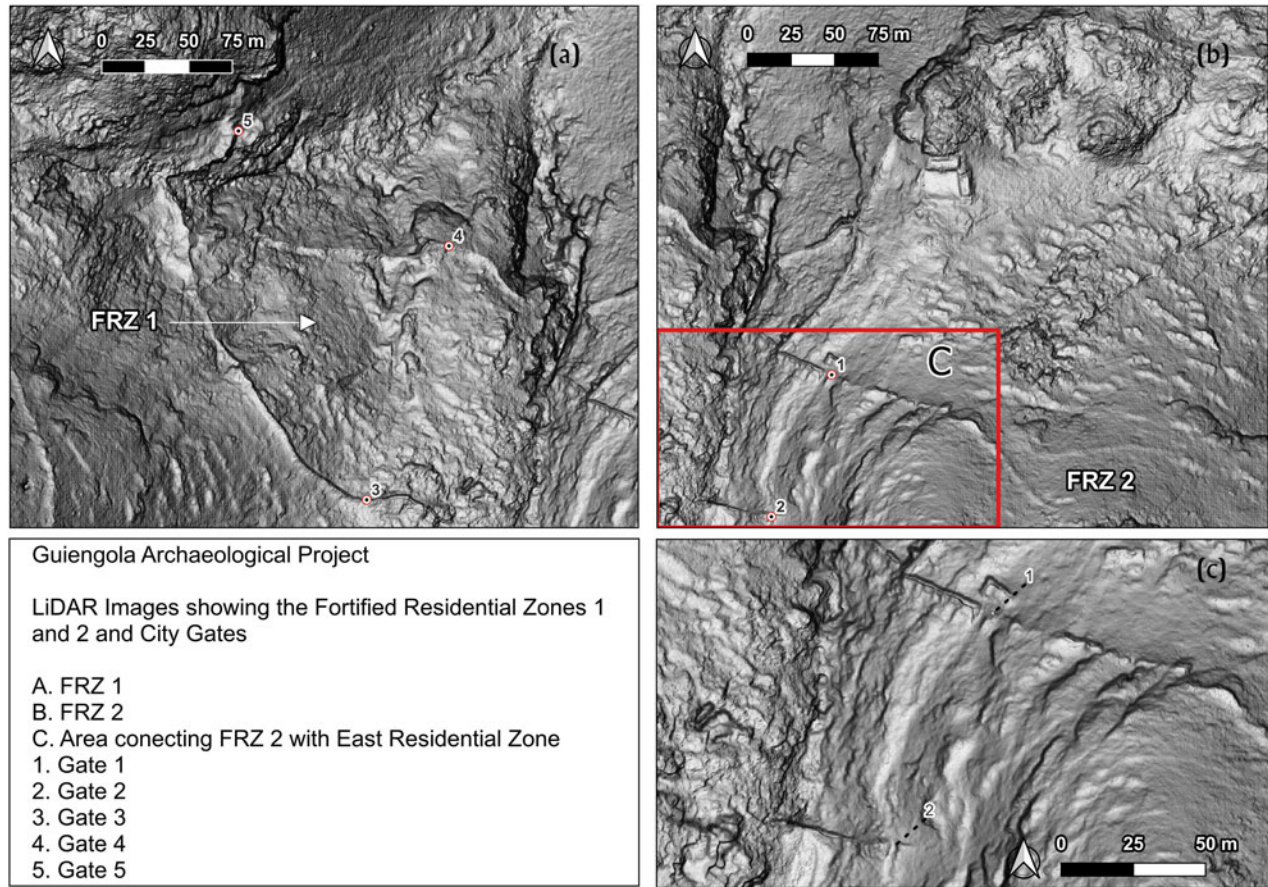 0 25 50 75 m
(a)
5
4
FRZ 1
3
0 25 50 75 m
(b)
1
C
FRZ 2
2
Guiengola Archaeological Project
LiDAR Images showing the Fortified Residential Zones 1
and 2 and City Gates
A. FRZ 1
B. FRZ 2
C. Area conecting FRZ 2 with East Residential Zone
1. Gate 1
2. Gate 2
3. Gate 3
4. Gate 4
5. Gate 5
1
(c)
2
0 25 50 m